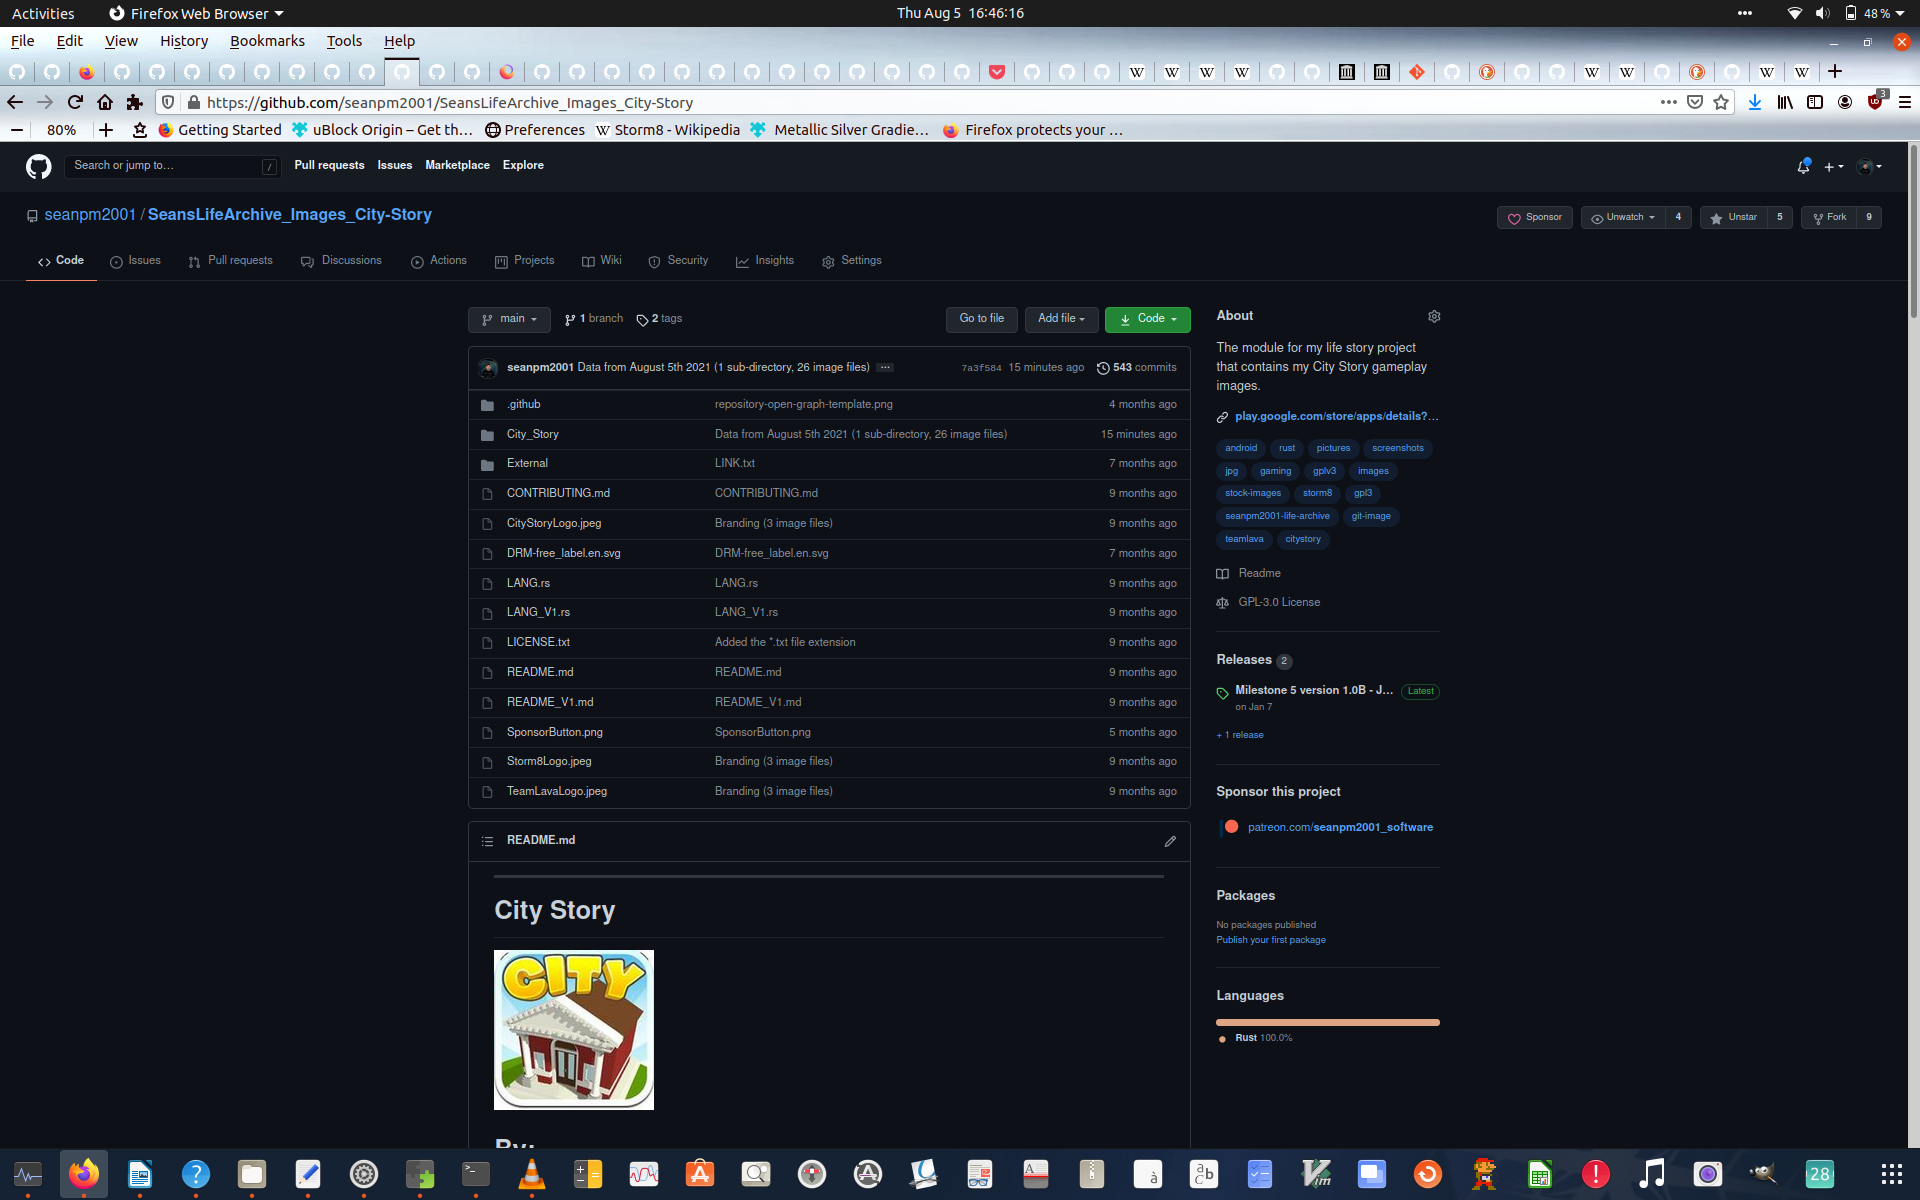 Activities Firefox Web Browser Thu Aug 5 16:46:16 48 %
File Edit View History Bookmarks Tools Help
https://github.com/seanpm2001/SeansLifeArchive_Images_City-Story 3
80% Getting Started uBlock Origin – Get th… Preferences Storm8 - Wikipedia Metallic Silver Gradie… Firefox protects your …
Search or jump to… / Pull requests Issues Marketplace Explore
seanpm2001 / SeansLifeArchive_Images_City-Story Sponsor Unwatch 4 Unstar 5 Fork 9
Code Issues Pull requests Discussions Actions Projects Wiki Security Insights Settings
main 1 branch 2 tags Go to file Add file Code
seanpm2001 Data from August 5th 2021 (1 sub-directory, 26 image files) ... 7a3f584 15 minutes ago 543 commits
.github repository-open-graph-template.png 4 months ago
City_Story Data from August 5th 2021 (1 sub-directory, 26 image files) 15 minutes ago
External LINK.txt 7 months ago
CONTRIBUTING.md CONTRIBUTING.md 9 months ago
CityStoryLogo.jpeg Branding (3 image files) 9 months ago
DRM-free_label.en.svg DRM-free_label.en.svg 7 months ago
LANG.rs LANG.rs 9 months ago
LANG_V1.rs LANG_V1.rs 9 months ago
LICENSE.txt Added the *.txt file extension 9 months ago
README.md README.md 9 months ago
README_V1.md README_V1.md 9 months ago
SponsorButton.png SponsorButton.png 5 months ago
Storm8Logo.jpeg Branding (3 image files) 9 months ago
TeamLavaLogo.jpeg Branding (3 image files) 9 months ago
README.md
City Story
CITY
By:
About
The module for my life story project
that contains my City Story gameplay
images.
play.google.com/store/apps/details?…
android rust pictures screenshots
jpg gaming gplv3 images
stock-images storm8 gpl3
seanpm2001-life-archive git-image
teamlava citystory
Readme
GPL-3.0 License
Releases 2
Milestone 5 version 1.0B - J… Latest
on Jan 7
+ 1 release
Sponsor this project
patreon.com/seanpm2001_software
Packages
No packages published
Publish your first package
Languages
Rust 100.0%
28